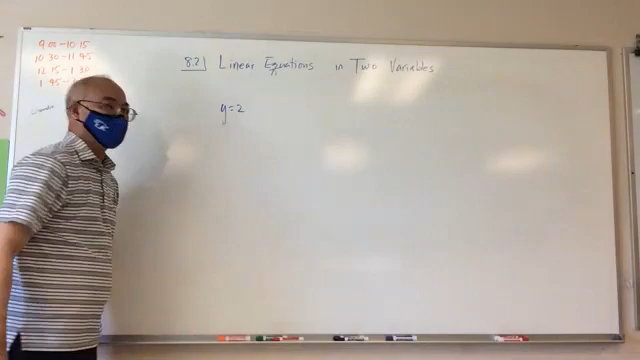 9 00 - 10 15
10 30 - 11 45
12 15 - 1 30
1 45 -
8.2] Linear Equations in Two Variables
y=2